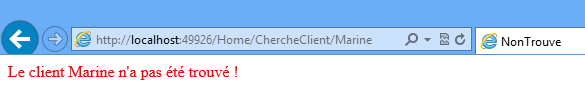 http://localhost:49926/Home/ChercheClient/Marine
NonTrouve
Le client Marine n'a pas été trouvé !